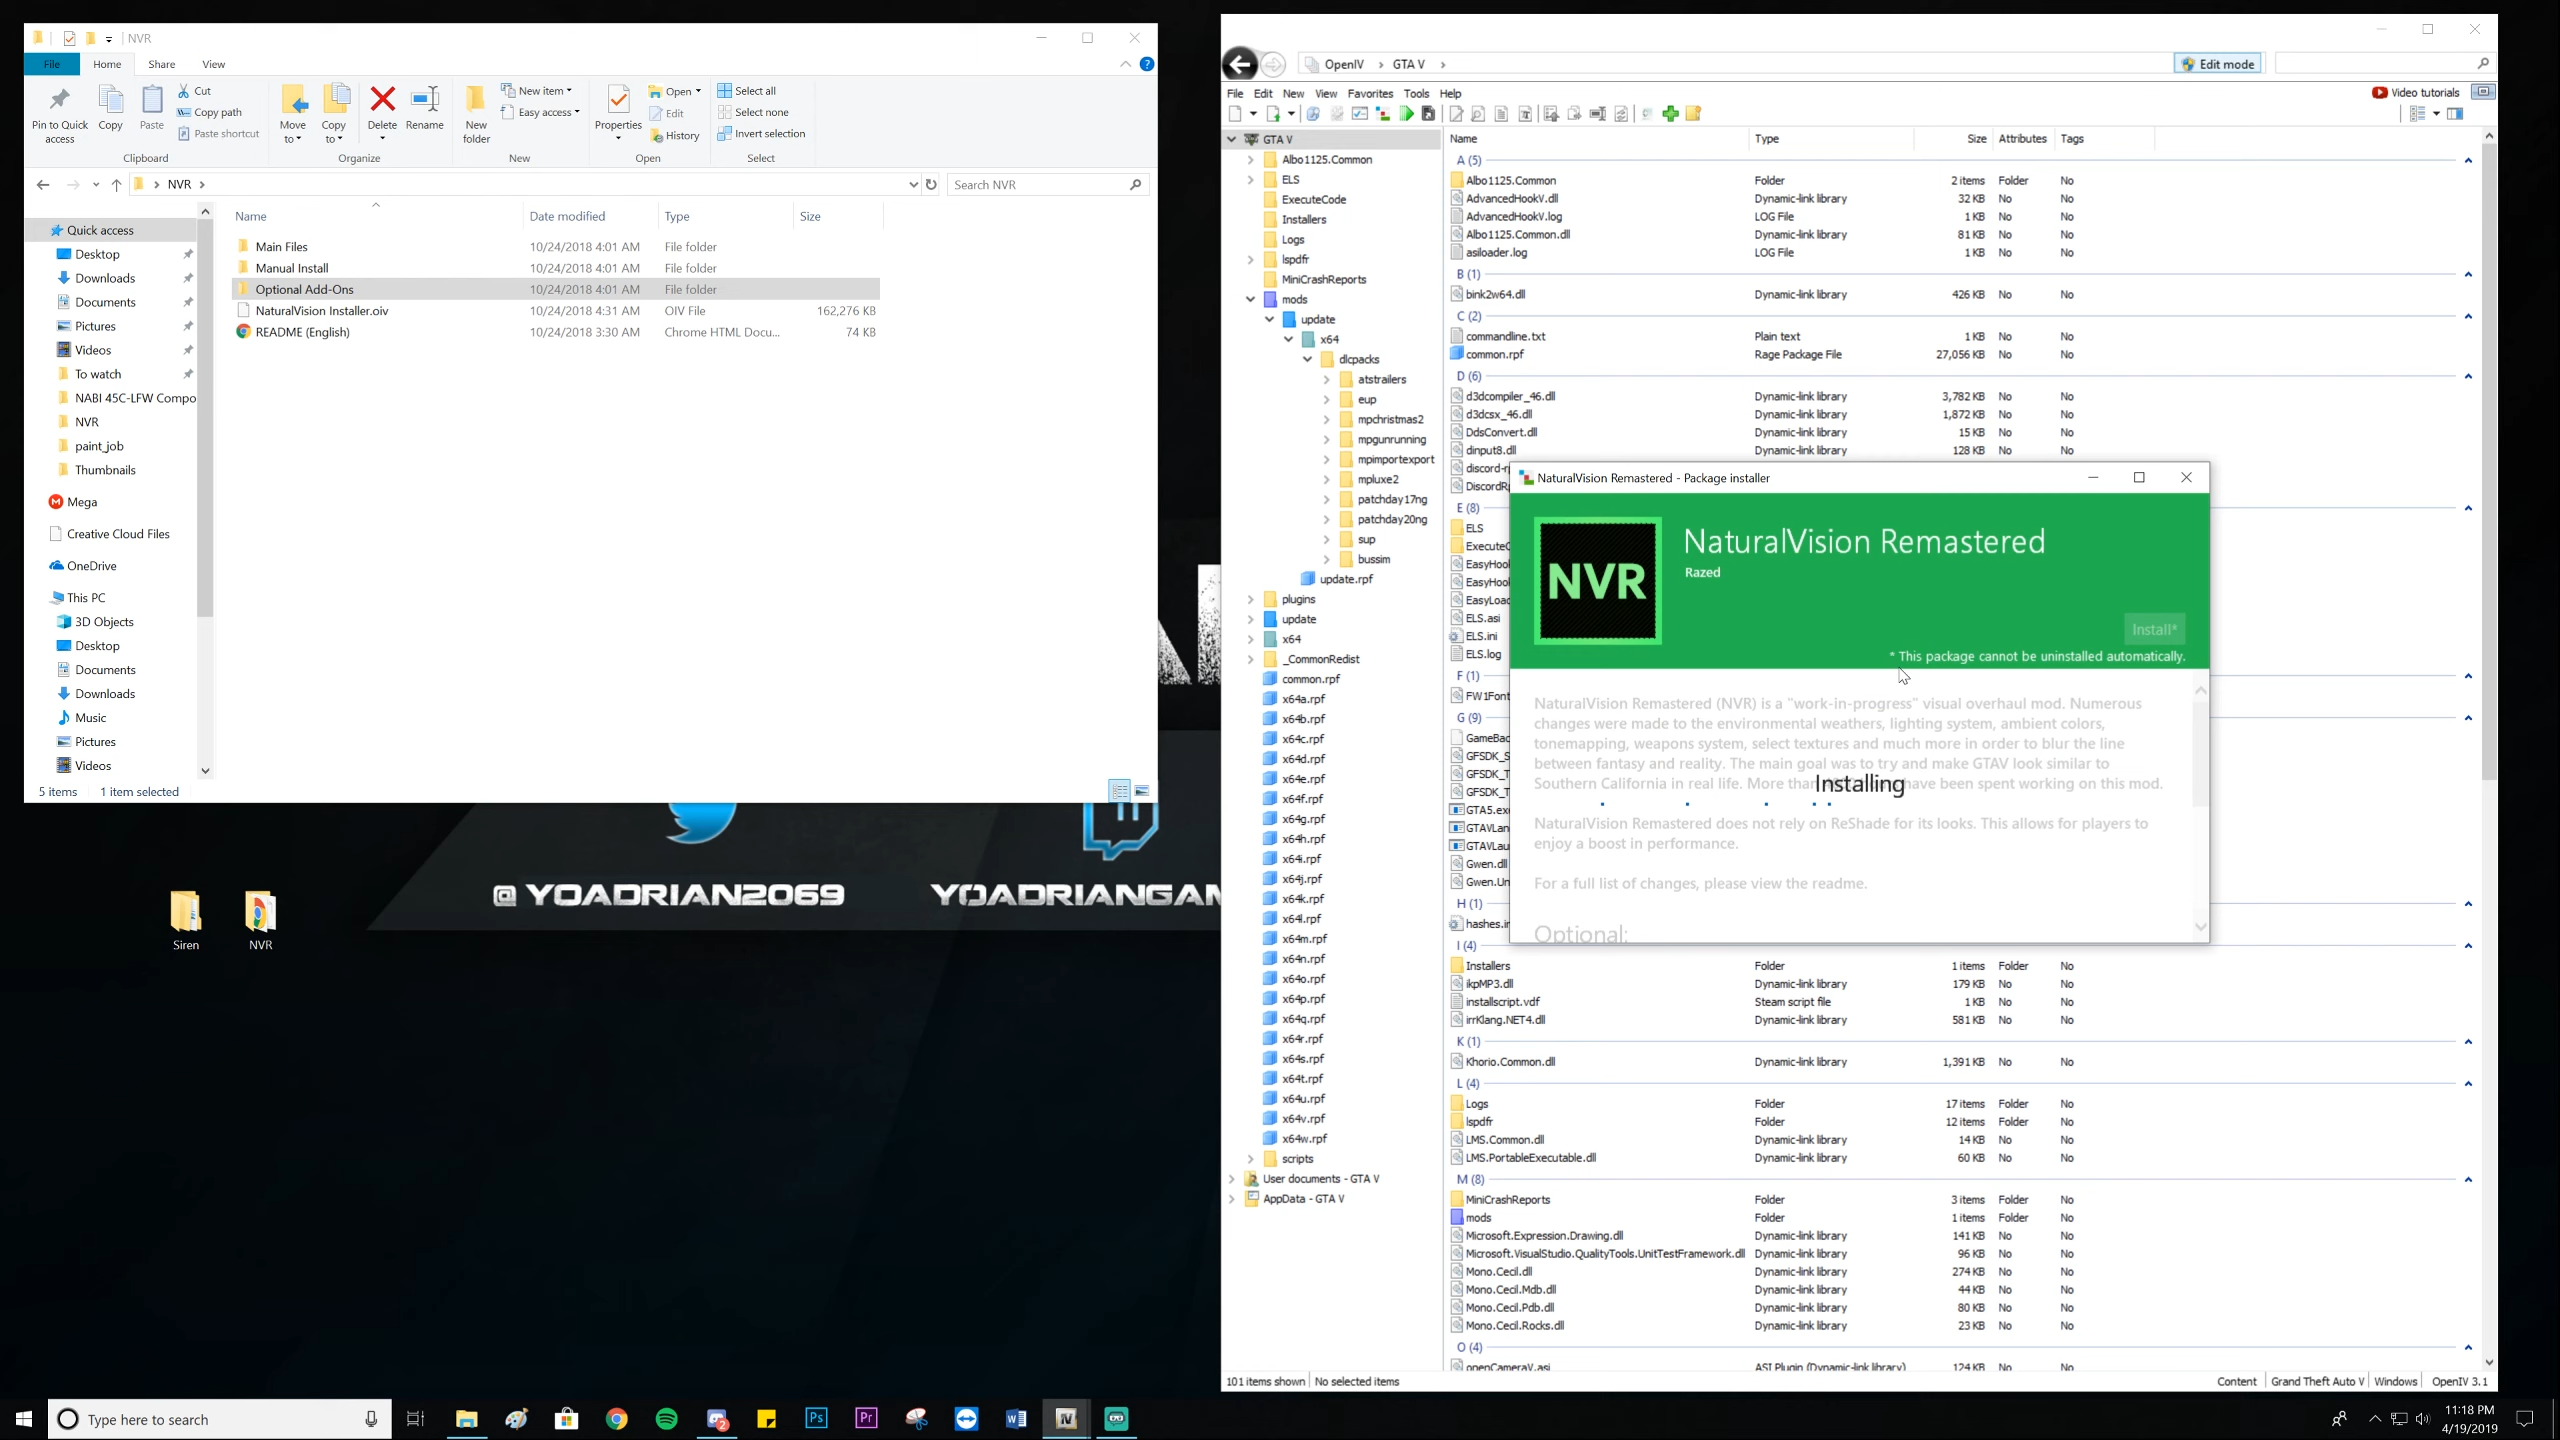 NVR
File
Home
Share
View
Pin to Quick access
Copy
Paste
Cut
Copy path
Paste shortcut
Clipboard
Move to
Copy to
Delete
Rename
Organize
New folder
New item
Easy access
New
Properties
Open
Edit
History
Open
Select all
Select none
Invert selection
Select
NVR
Search NVR
Name
Date modified
Type
Size
Main Files 10/24/2018 4:01 AM File folder
Manual Install 10/24/2018 4:01 AM File folder
Optional Add-Ons 10/24/2018 4:01 AM File folder
NaturalVision Installer.oiv 10/24/2018 4:31 AM OIV File 162,276 KB
README (English) 10/24/2018 3:30 AM Chrome HTML Docu... 74 KB
Quick access
Desktop
Downloads
Documents
Pictures
Videos
To watch
NABI 45C-LFW Compo
NVR
paint_job
Thumbnails
Mega
Creative Cloud Files
OneDrive
This PC
3D Objects
Desktop
Documents
Downloads
Music
Pictures
Videos
5 items 1 item selected
@ YOADRIAN2069
YOADRIANGAM
Siren
NVR
OpenIV
GTA V
Edit mode
File Edit New View Favorites Tools Help
Video tutorials
GTA V
Albo1125.Common
ELS
ExecuteCode
Installers
Logs
lspdfr
MiniCrashReports
mods
update
x64
dlcpacks
atstrailers
eup
mpchristmas2
mpgunrunning
mpimportexport
mpluxe2
patchday17ng
patchday20ng
sup
bussim
update.rpf
plugins
update
x64
_CommonRedist
common.rpf
x64a.rpf
x64b.rpf
x64c.rpf
x64d.rpf
x64e.rpf
x64f.rpf
x64g.rpf
x64h.rpf
x64i.rpf
x64j.rpf
x64k.rpf
x64l.rpf
x64m.rpf
x64n.rpf
x64o.rpf
x64p.rpf
x64q.rpf
x64r.rpf
x64s.rpf
x64t.rpf
x64u.rpf
x64v.rpf
x64w.rpf
scripts
User documents - GTA V
AppData - GTA V
Name Type Size Attributes Tags
A (5)
Albo1125.Common Folder 2 items Folder No
AdvancedHookV.dll Dynamic-link library 32 KB No No
AdvancedHookV.log LOG File 1 KB No No
Albo1125.Common.dll Dynamic-link library 81 KB No No
asiloader.log LOG File 1 KB No No
B (1)
bink2w64.dll Dynamic-link library 426 KB No No
C (2)
commandline.txt Plain text 1 KB No No
common.rpf Rage Package File 27,056 KB No No
D (6)
d3dcompiler_46.dll Dynamic-link library 3,782 KB No No
d3dcsx_46.dll Dynamic-link library 1,872 KB No No
DdsConvert.dll Dynamic-link library 15 KB No No
dinput8.dll Dynamic-link library 128 KB No No
E (8)
ELS
ELS.asi
ELS.ini
ELS.log
F (1)
G (9)
Gwen.dll
H (1)
I (4)
Installers Folder 1 items Folder No
ikpMP3.dll Dynamic-link library 179 KB No No
installscript.vdf Steam script file 1 KB No No
irrKlang.NET4.dll Dynamic-link library 581 KB No No
K (1)
Khorio.Common.dll Dynamic-link library 1,391 KB No No
L (4)
Logs Folder 17 items Folder No
lspdfr Folder 12 items Folder No
LMS.Common.dll Dynamic-link library 14 KB No No
LMS.PortableExecutable.dll Dynamic-link library 60 KB No No
M (8)
MiniCrashReports Folder 3 items Folder No
mods Folder 1 items Folder No
Microsoft.Expression.Drawing.dll Dynamic-link library 141 KB No No
Microsoft.VisualStudio.QualityTools.UnitTestFramework.dll Dynamic-link library 96 KB No No
Mono.Cecil.dll Dynamic-link library 274 KB No No
Mono.Cecil.Mdb.dll Dynamic-link library 44 KB No No
Mono.Cecil.Pdb.dll Dynamic-link library 80 KB No No
Mono.Cecil.Rocks.dll Dynamic-link library 23 KB No No
O (4)
openCameraV.asi ASI Plugin (Dynamic-link library) 124 KB No No
101 items shown No selected items
Content Grand Theft Auto V Windows OpenIV 3.1
NaturalVision Remastered - Package installer
NVR
NaturalVision Remastered
Razed
Install*
* This package cannot be uninstalled automatically.
NaturalVision Remastered (NVR) is a "work-in-progress" visual overhaul mod. Numerous
changes were made to the environmental weathers, lighting system, ambient colors,
tonemapping, weapons system, select textures and much more in order to blur the line
between fantasy and reality. The main goal was to try and make GTAV look similar to
Southern California in real life. More than have been spent working on this mod.
Installing
NaturalVision Remastered does not rely on ReShade for its looks. This allows for players to
enjoy a boost in performance.
For a full list of changes, please view the readme.
Optional:
Type here to search
11:18 PM
4/19/2019